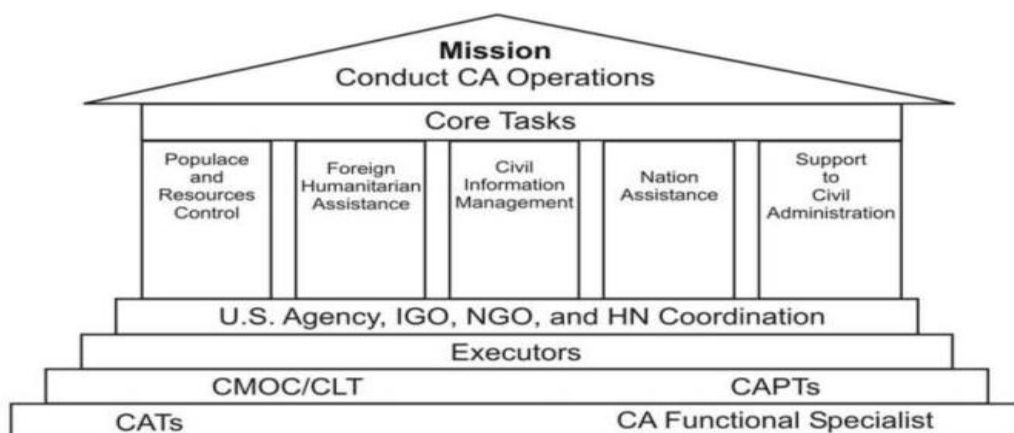 Mission
Conduct CA Operations
Core Tasks
Populace
and
Resources
Control
Foreign
Humanitarian
Assistance
Civil
Information
Management
Nation
Assistance
Support
to
Civil
Administration
U.S. Agency, IGO, NGO, and HN Coordination
Executors
CMOC/CLT CAPTs
CATs CA Functional Specialist